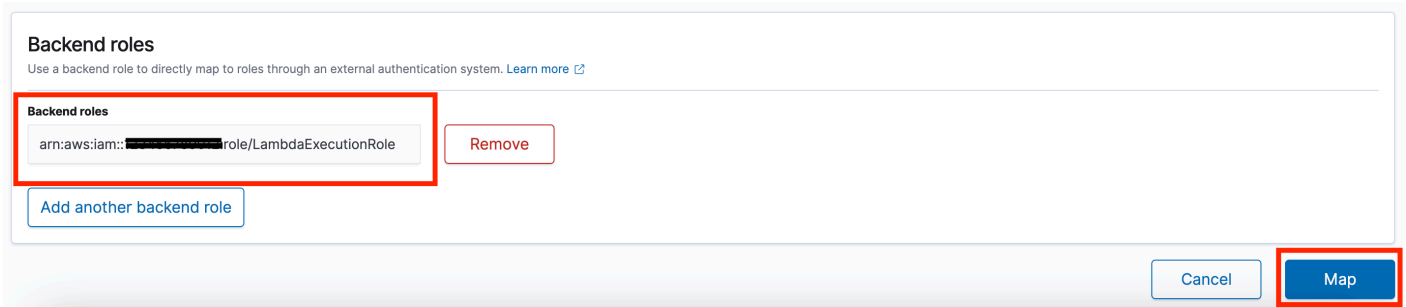 Backend roles
Use a backend role to directly map to roles through an external authentication system. Learn more
Backend roles
arn:aws:iam:: role/LambdaExecutionRole
Remove
Add another backend role
Cancel
Map